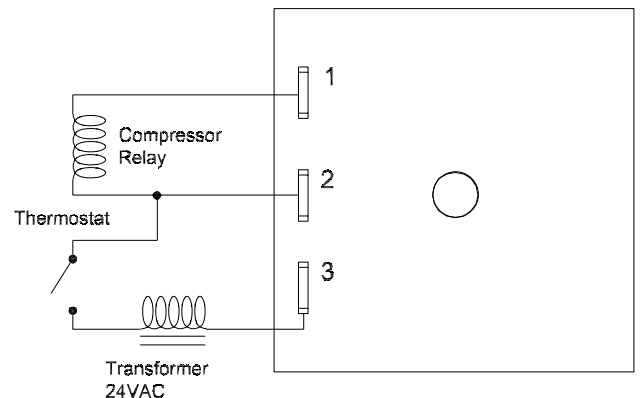 1
Compressor
Relay
2
Thermostat
3
Transformer
24VAC